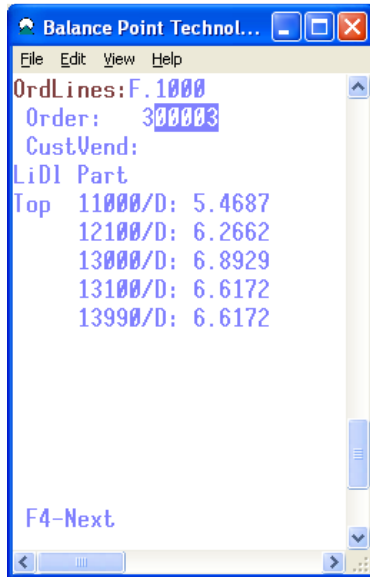 Balance Point Technol...
File Edit View Help
OrdLines:F.1000
Order: 300003
CustVend:
LiDl Part
Top 11000/D: 5.4687
12100/D: 6.2662
13000/D: 6.8929
13100/D: 6.6172
13990/D: 6.6172
F4-Next